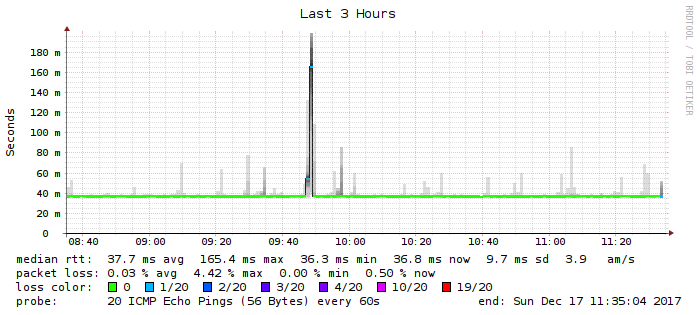 Last 3 Hours
RRDTOOL / TOBI OETIKER
Seconds
180 m
160 m
140 m
120 m
100 m
80 m
60 m
40 m
20 m
0
08:40 09:00 09:20 09:40 10:00 10:20 10:40 11:00 11:20
median rtt: 37.7 ms avg 165.4 ms max 36.3 ms min 36.8 ms now 9.7 ms sd 3.9 am/s
packet loss: 0.03 % avg 4.42 % max 0.00 % min 0.50 % now
loss color: 0 1/20 2/20 3/20 4/20 10/20 19/20
probe: 20 ICMP Echo Pings (56 Bytes) every 60s end: Sun Dec 17 11:35:04 2017